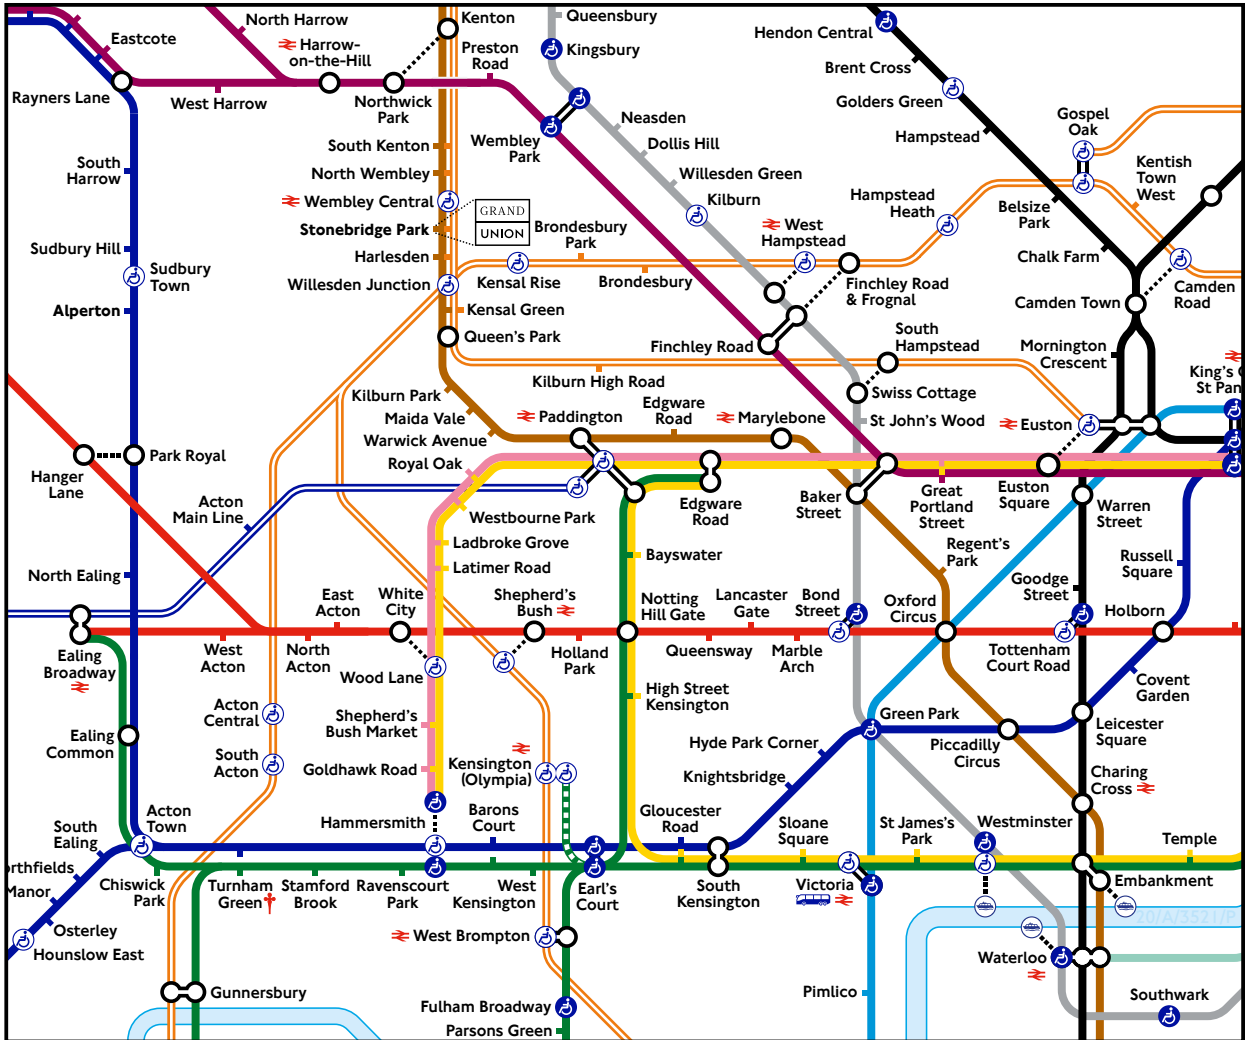 Queensbury
Kenton
North Harrow
Hendon Central
Eastcote
Harrow-
on-the-Hill
Preston
Road
Kingsbury
Brent Cross
Rayners Lane
West Harrow
Northwick
Park
Golders Green
Neasden
Gospel
Oak
Hampstead
South Kenton
Wembley
Park
Dollis Hill
Kentish
Town
West
South
Harrow
North Wembley
Willesden Green
Wembley Central
Kilburn
Hampstead
Heath
Belsize
Park
GRAND
UNION
Stonebridge Park
Brondesbury
Park
West
Hampstead
Sudbury Hill
Harlesden
Chalk Farm
Sudbury
Town
Willesden Junction
Kensal Rise
Brondesbury
Finchley Road
& Frognal
Camden
Road
Alperton
Kensal Green
Camden Town
Queen's Park
Finchley Road
South
Hampstead
Mornington
Crescent
Kilburn High Road
King's C
St Pan
Kilburn Park
Swiss Cottage
Maida Vale
Paddington
Edgware
Road
Marylebone
St John's Wood
Euston
Warwick Avenue
Park Royal
Royal Oak
Hanger
Lane
Acton
Main Line
Westbourne Park
Edgware
Road
Baker
Street
Great
Portland
Street
Euston
Square
Warren
Street
Ladbroke Grove
Bayswater
Regent's
Park
Russell
Square
Latimer Road
North Ealing
Goodge
Street
East
Acton
White
City
Shepherd's
Bush
Notting
Hill Gate
Lancaster
Gate
Bond
Street
Oxford
Circus
Holborn
Ealing
Broadway
West
Acton
North
Acton
Wood Lane
Holland
Park
Queensway
Marble
Arch
Tottenham
Court Road
Covent
Garden
High Street
Kensington
Acton
Central
Shepherd's
Bush Market
Green Park
Leicester
Square
Ealing
Common
South
Acton
Goldhawk Road
Kensington
(Olympia)
Hyde Park Corner
Piccadilly
Circus
Knightsbridge
Charing
Cross
South
Ealing
Acton
Town
Hammersmith
Barons
Court
Gloucester
Road
Sloane
Square
St James's
Park
Westminster
Temple
orthfields
Manor
Chiswick
Park
Turnham
Green
Stamford
Brook
Ravenscourt
Park
West
Kensington
Earl's
Court
South
Kensington
Victoria
Embankment
20/A/3521/P
Osterley
Hounslow East
West Brompton
Waterloo
Gunnersbury
Fulham Broadway
Pimlico
Southwark
Parsons Green